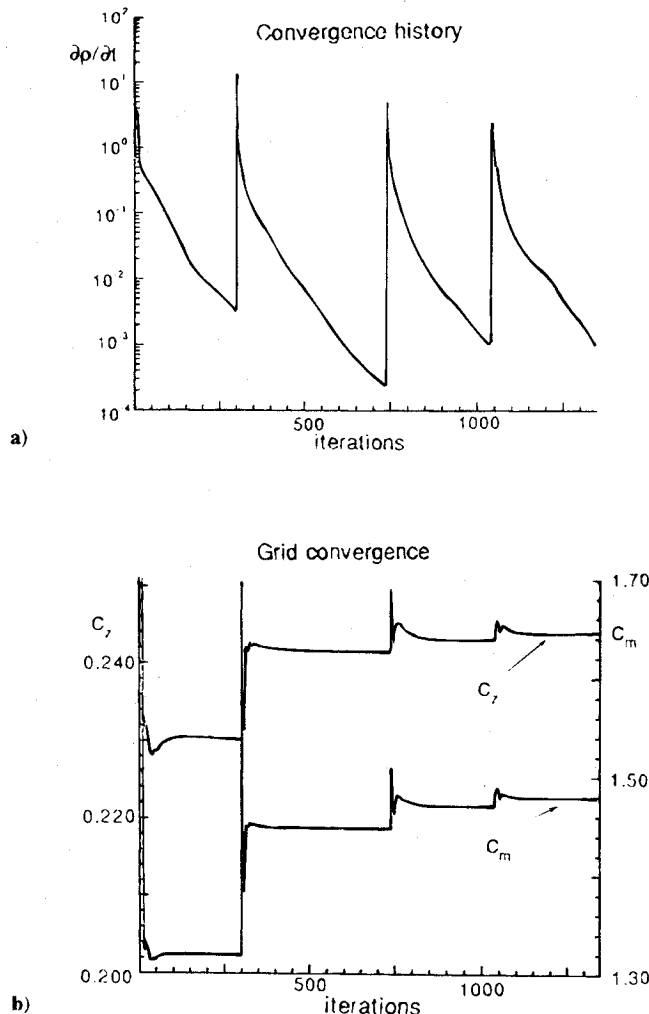 Convergence history
∂ρ/∂t
10²
10¹
10⁰
10⁻¹
10⁻²
10⁻³
10⁻⁴
500
1000
iterations
a)
Grid convergence
C_z
0.240
0.220
0.200
1.70
C_m
1.50
1.30
C_z
C_m
500
1000
iterations
b)